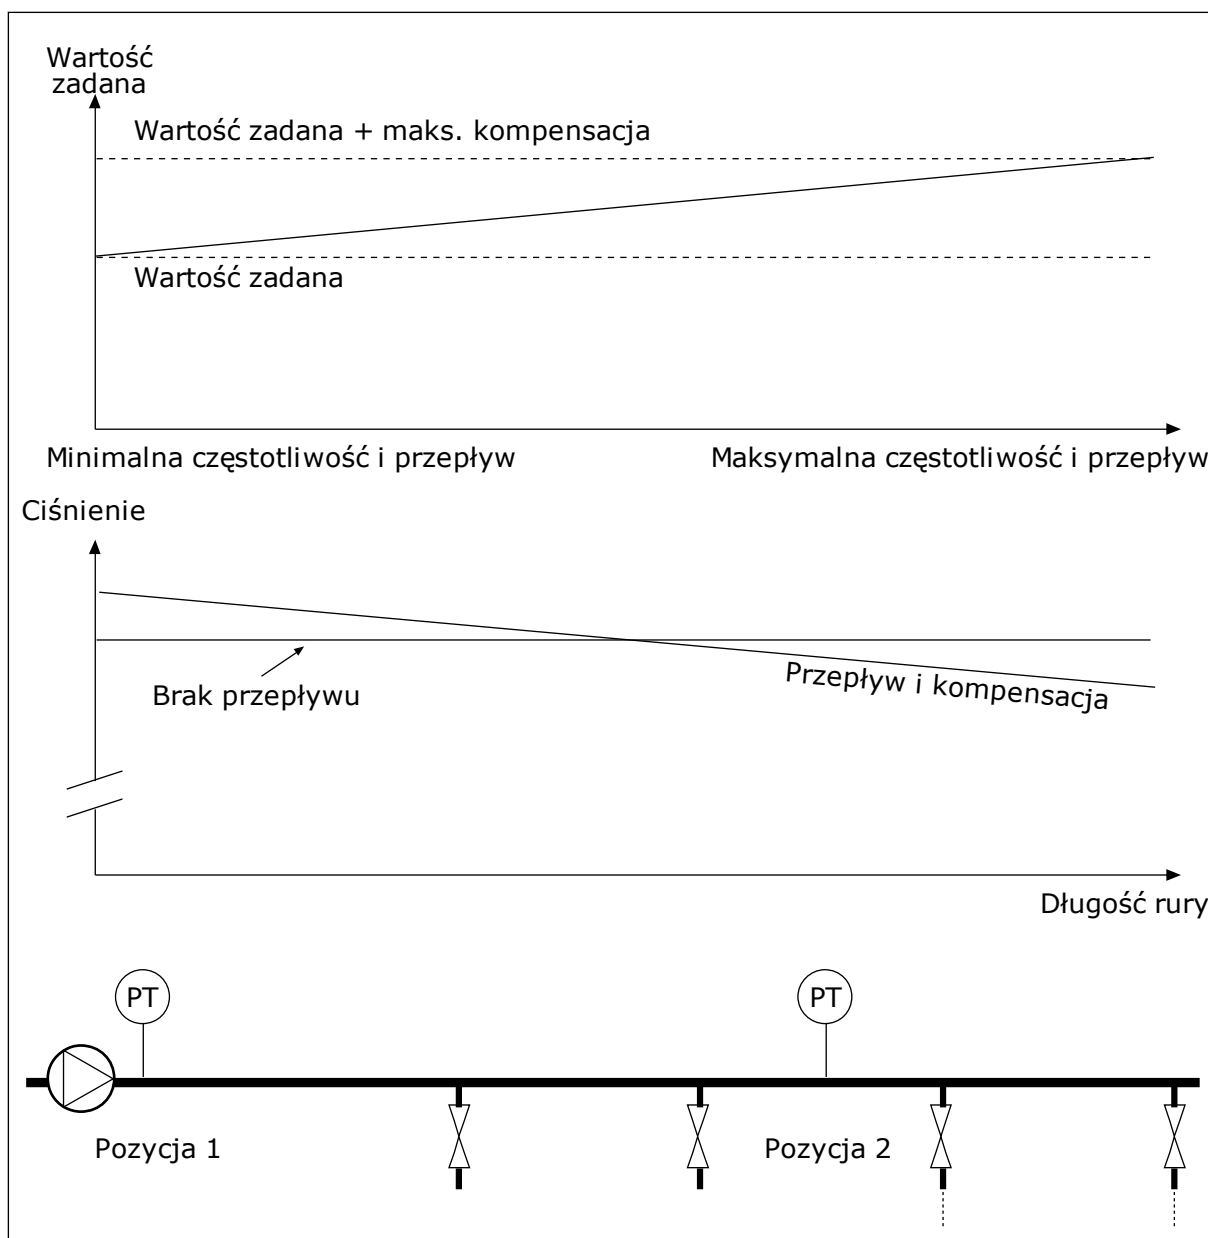 Wartość
zadana
Wartość zadana + maks. kompensacja
Wartość zadana
Minimalna częstotliwość i przepływ
Maksymalna częstotliwość i przepływ
Ciśnienie
Brak przepływu
Przepływ i kompensacja
Długość rury
PT
PT
Pozycja 1
Pozycja 2